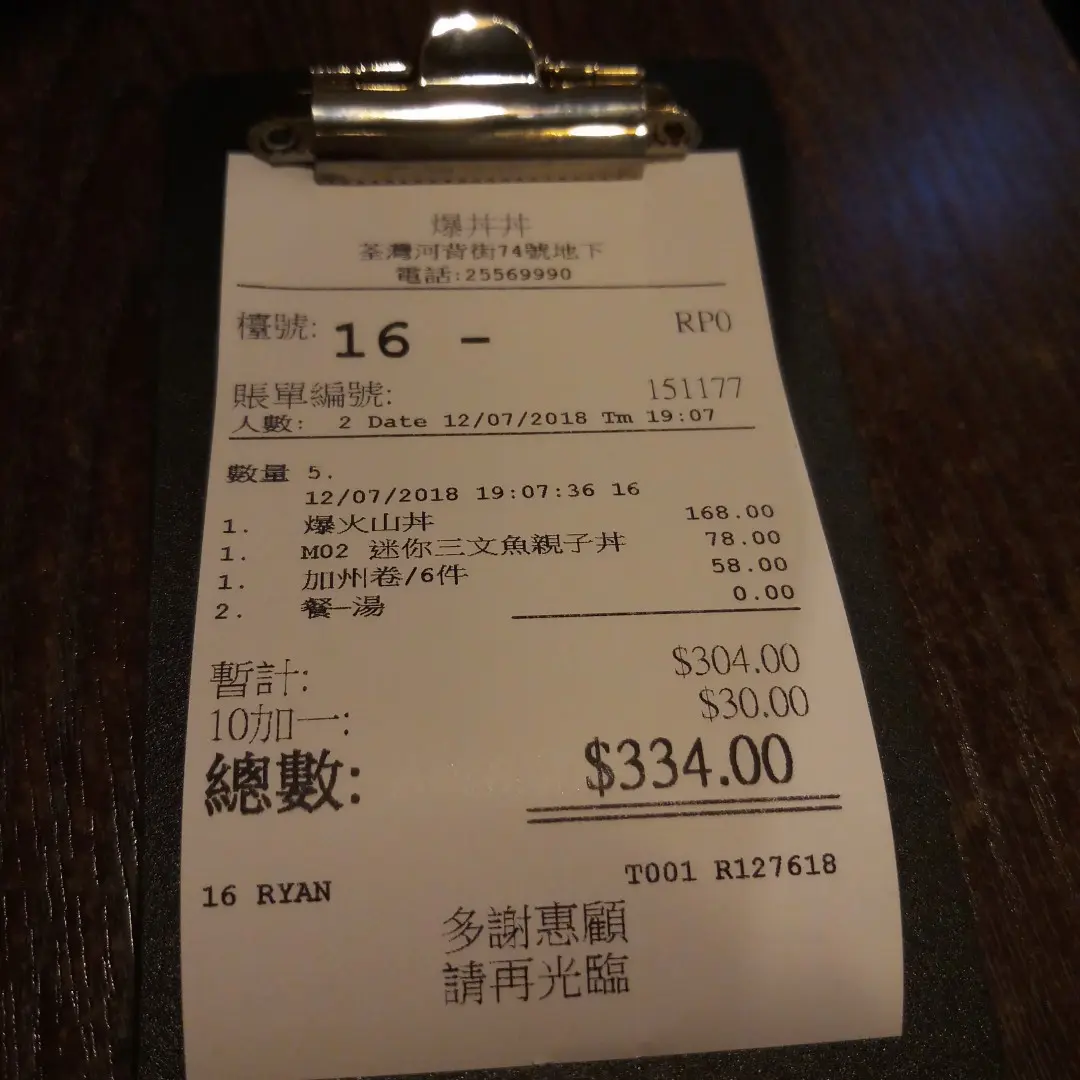 爆丼丼
荃灣河背街74號地下
電話:25569990
檯號: 16 - RP0
賬單編號: 151177
人數: 2 Date 12/07/2018 Tm 19:07
數量 5.
12/07/2018 19:07:36 16
1. 爆火山丼 168.00
1. M02 迷你三文魚親子丼 78.00
1. 加州卷/6件 58.00
2. 餐—湯 0.00
暫計: $304.00
10加一: $30.00
總數: $334.00
16 RYAN T001 R127618
多謝惠顧
請再光臨